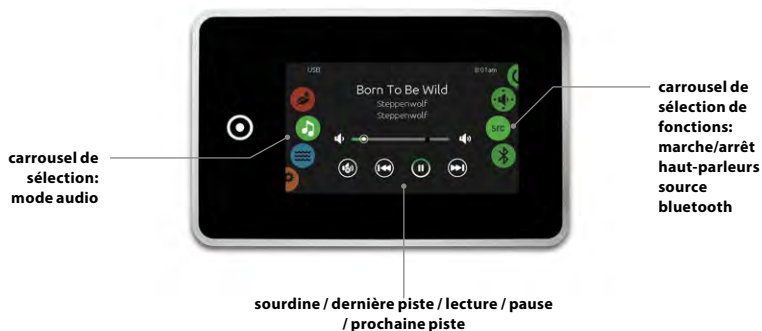 USB
8:01am
Born To Be Wild
Steppenwolf
Steppenwolf
src
carrousel de
sélection:
mode audio
carrousel de
sélection de
fonctions:
marche/arrêt
haut-parleurs
source
bluetooth
sourdine / dernière piste / lecture / pause
/ prochaine piste